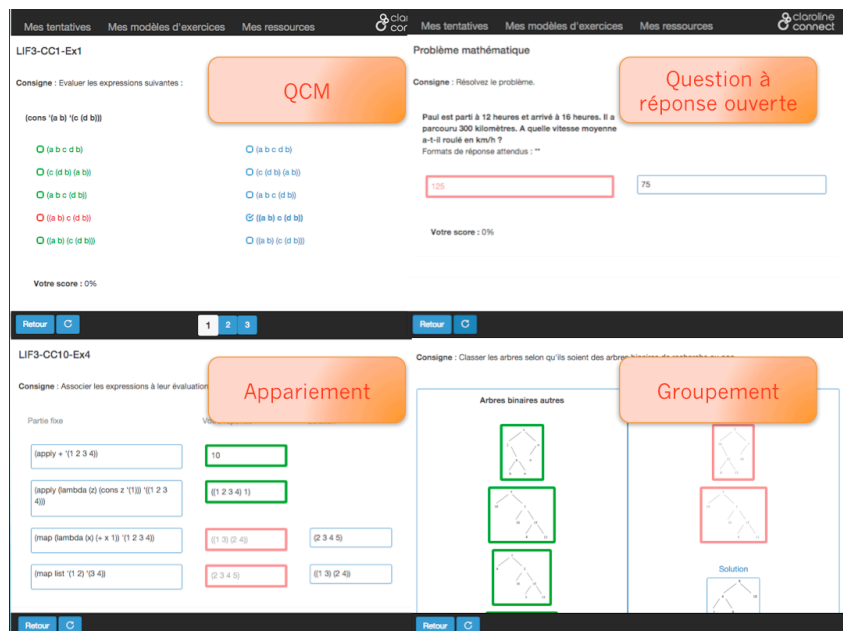 Mes tentatives Mes modèles d'exercices Mes ressources
LIF3-CC1-Ex1
Consigne : Evaluer les expressions suivantes :
QCM
(cons '(a b) '(c (d b)))
(a b c d b) (a b c d b)
(c (d b) (a b)) (c (d b) (a b))
(a b c (d b)) (a b c (d b))
((a b) c (d b)) ((a b) c (d b))
((a b) (c (d b))) ((a b) (c (d b)))
Votre score : 0%
Retour 1 2 3
Mes tentatives Mes modèles d'exercices Mes ressources
claroline
connect
Problème mathématique
Consigne : Résolvez le problème.
Question à
réponse ouverte
Paul est parti à 12 heures et arrivé à 16 heures. Il a
parcouru 300 kilomètres. A quelle vitesse moyenne
a-t-il roulé en km/h ?
Formats de réponse attendus : ""
125 75
Votre score : 0%
Retour
LIF3-CC10-Ex4
Consigne : Associer les expressions à leur évaluation
Appariement
Partie fixe
(apply + '(1 2 3 4)) 10
(apply (lambda (z) (cons z '(1))) '((1 2 3
4))) ((1 2 3 4) 1)
(map (lambda (x) (+ x 1)) '(1 2 3 4)) ((1 3) (2 4)) (2 3 4 5)
(map list '(1 2) '(3 4)) (2 3 4 5) ((1 3) (2 4))
Retour
Consigne : Classer les arbres selon qu'ils soient des arbres
Groupement
Arbres binaires autres
Solution
Retour